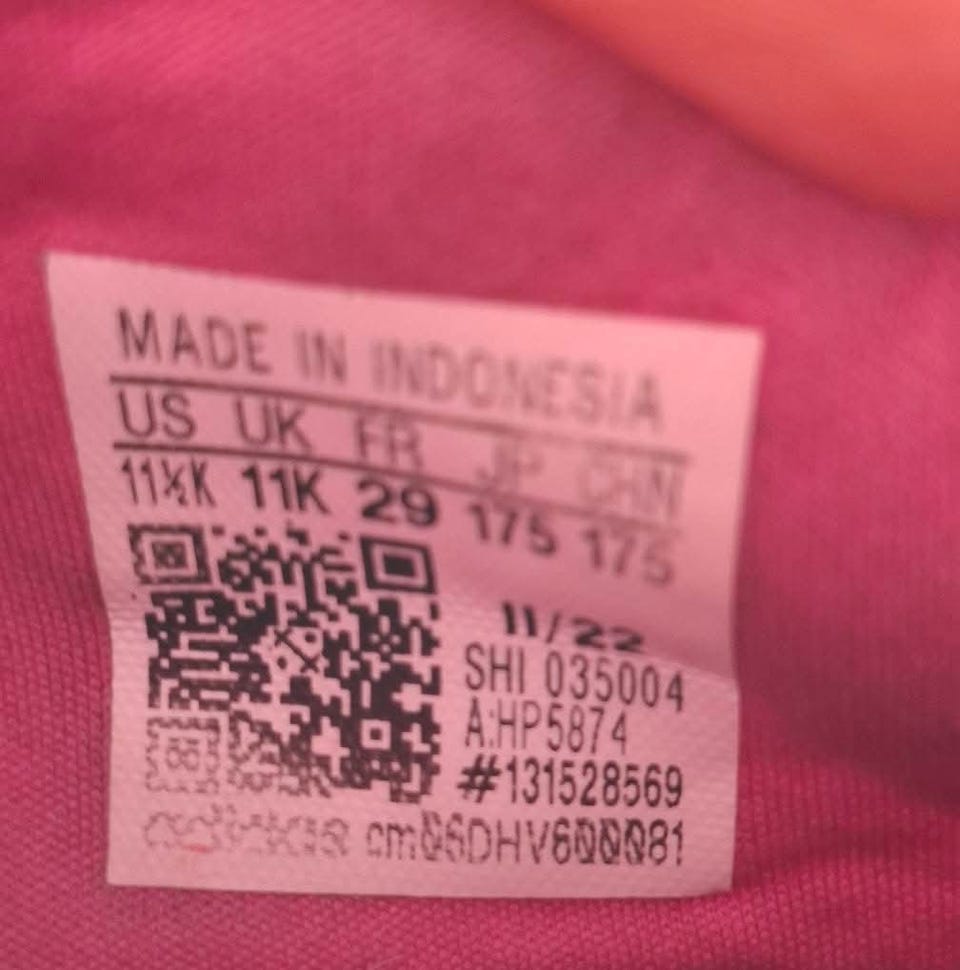 MADE IN INDONESIA
US UK FR JP CHN
11½K 11K 29 175 175
11/22
SHI 035004
A:HP5874
#131528569